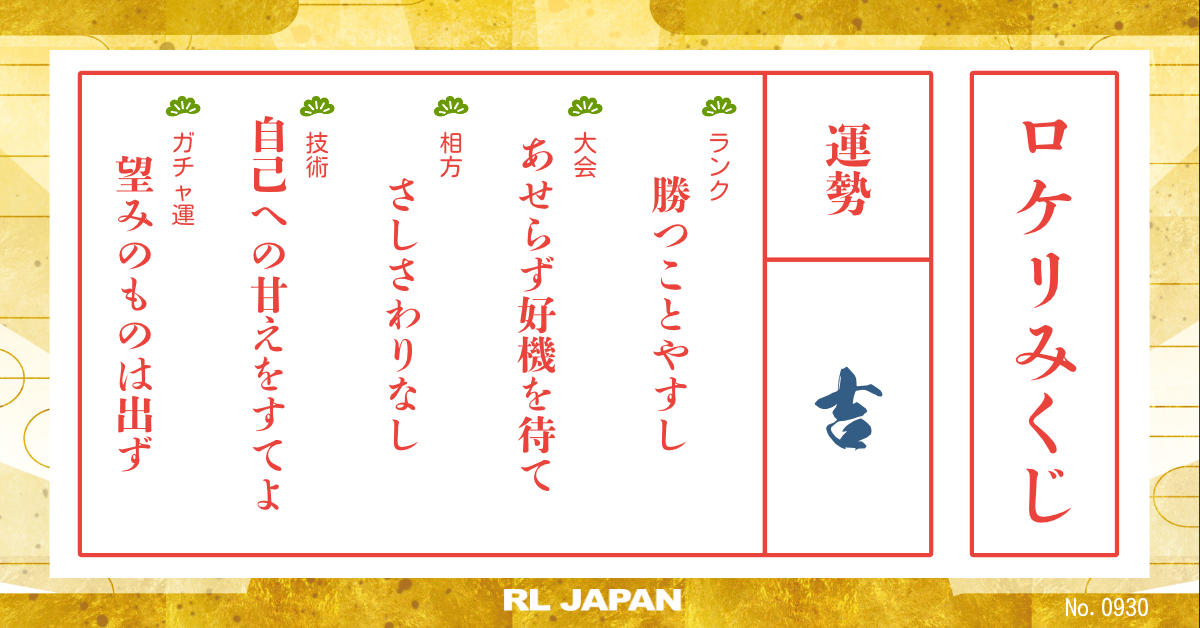 ロケリみくじ
運勢
吉
ランク
勝つことやすし
大会
あせらず好機を待て
相方
さしさわりなし
技術
自己への甘えをすてよ
ガチャ運
望みのものは出ず
RL JAPAN
No. 0930